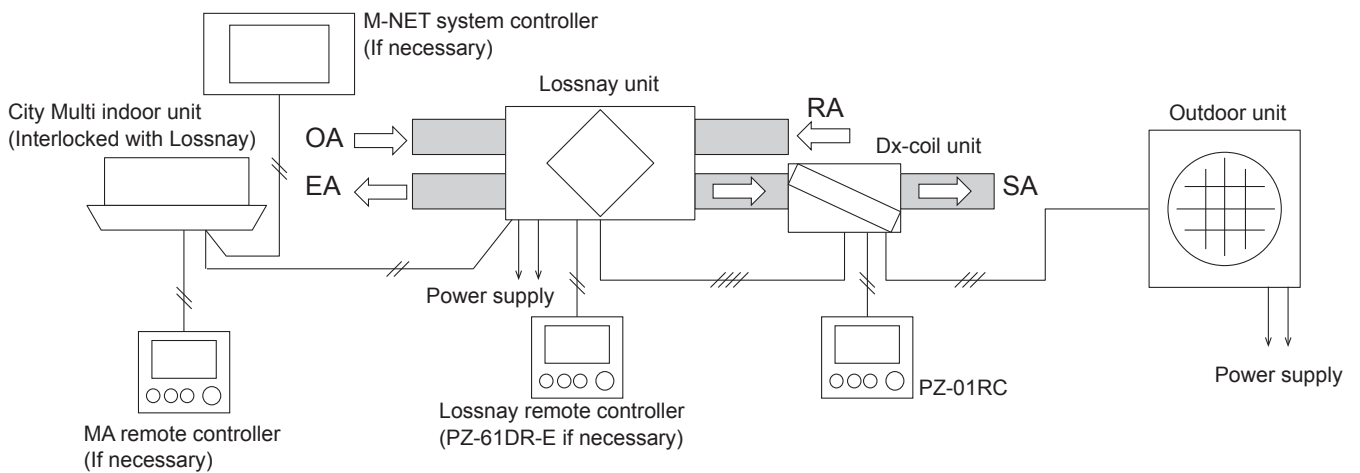 M-NET system controller
(If necessary)
Lossnay unit
City Multi indoor unit
(Interlocked with Lossnay)
OA
RA
Outdoor unit
Dx-coil unit
EA
SA
Power supply
Power supply
PZ-01RC
Lossnay remote controller
(PZ-61DR-E if necessary)
MA remote controller
(If necessary)